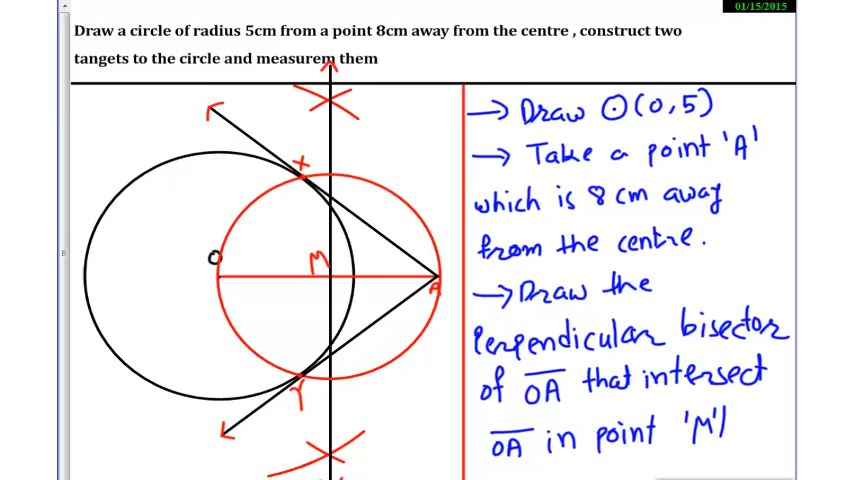 01/15/2015
Draw a circle of radius 5cm from a point 8cm away from the centre , construct two
tangets to the circle and measurem them
X
O
M
A
Y
→ Draw ⊙(0,5)
→ Take a point 'A'
which is 8 cm away
from the centre.
→ Draw the
perpendicular bisector
of O̅A̅ that intersect
O̅A̅ in point 'M'